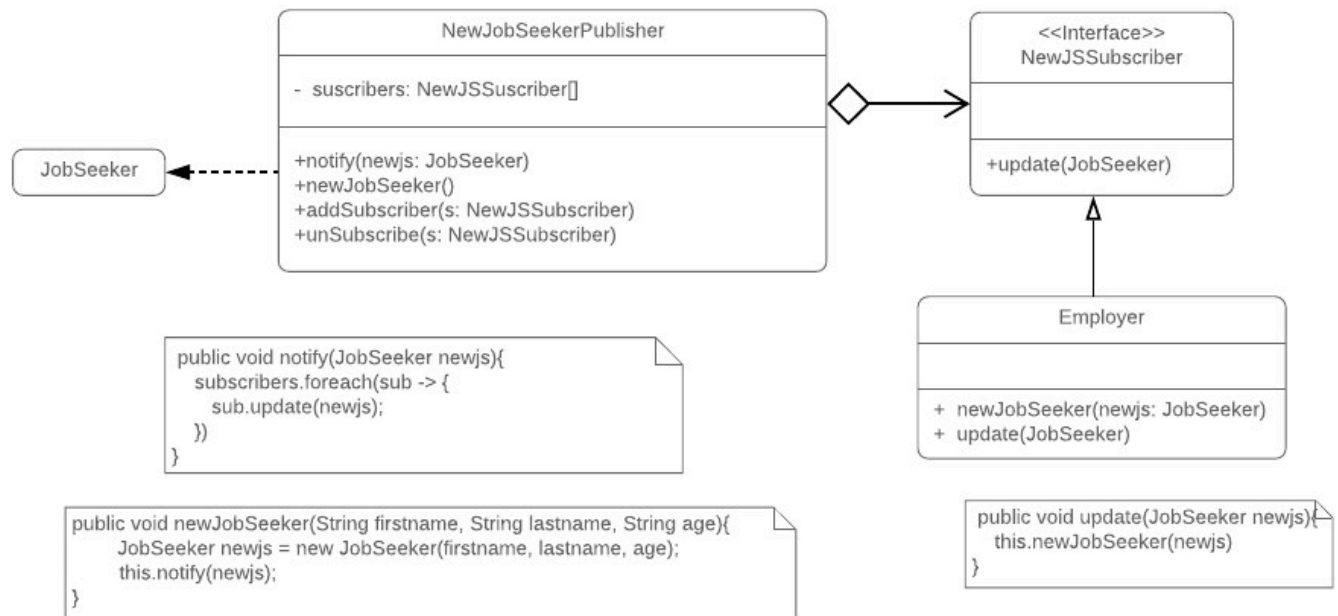 NewJobSeekerPublisher
- suscribers: NewJSSuscriber[]
+notify(newjs: JobSeeker)
+newJobSeeker()
+addSubscriber(s: NewJSSubscriber)
+unSubscribe(s: NewJSSubscriber)
<<Interface>>
NewJSSubscriber
+update(JobSeeker)
JobSeeker
Employer
+ newJobSeeker(newjs: JobSeeker)
+ update(JobSeeker)
public void notify(JobSeeker newjs){
subscribers.foreach(sub -> {
sub.update(newjs);
})
}
public void newJobSeeker(String firstname, String lastname, String age){
JobSeeker newjs = new JobSeeker(firstname, lastname, age);
this.notify(newjs);
}
public void update(JobSeeker newjs){
this.newJobSeeker(newjs)
}